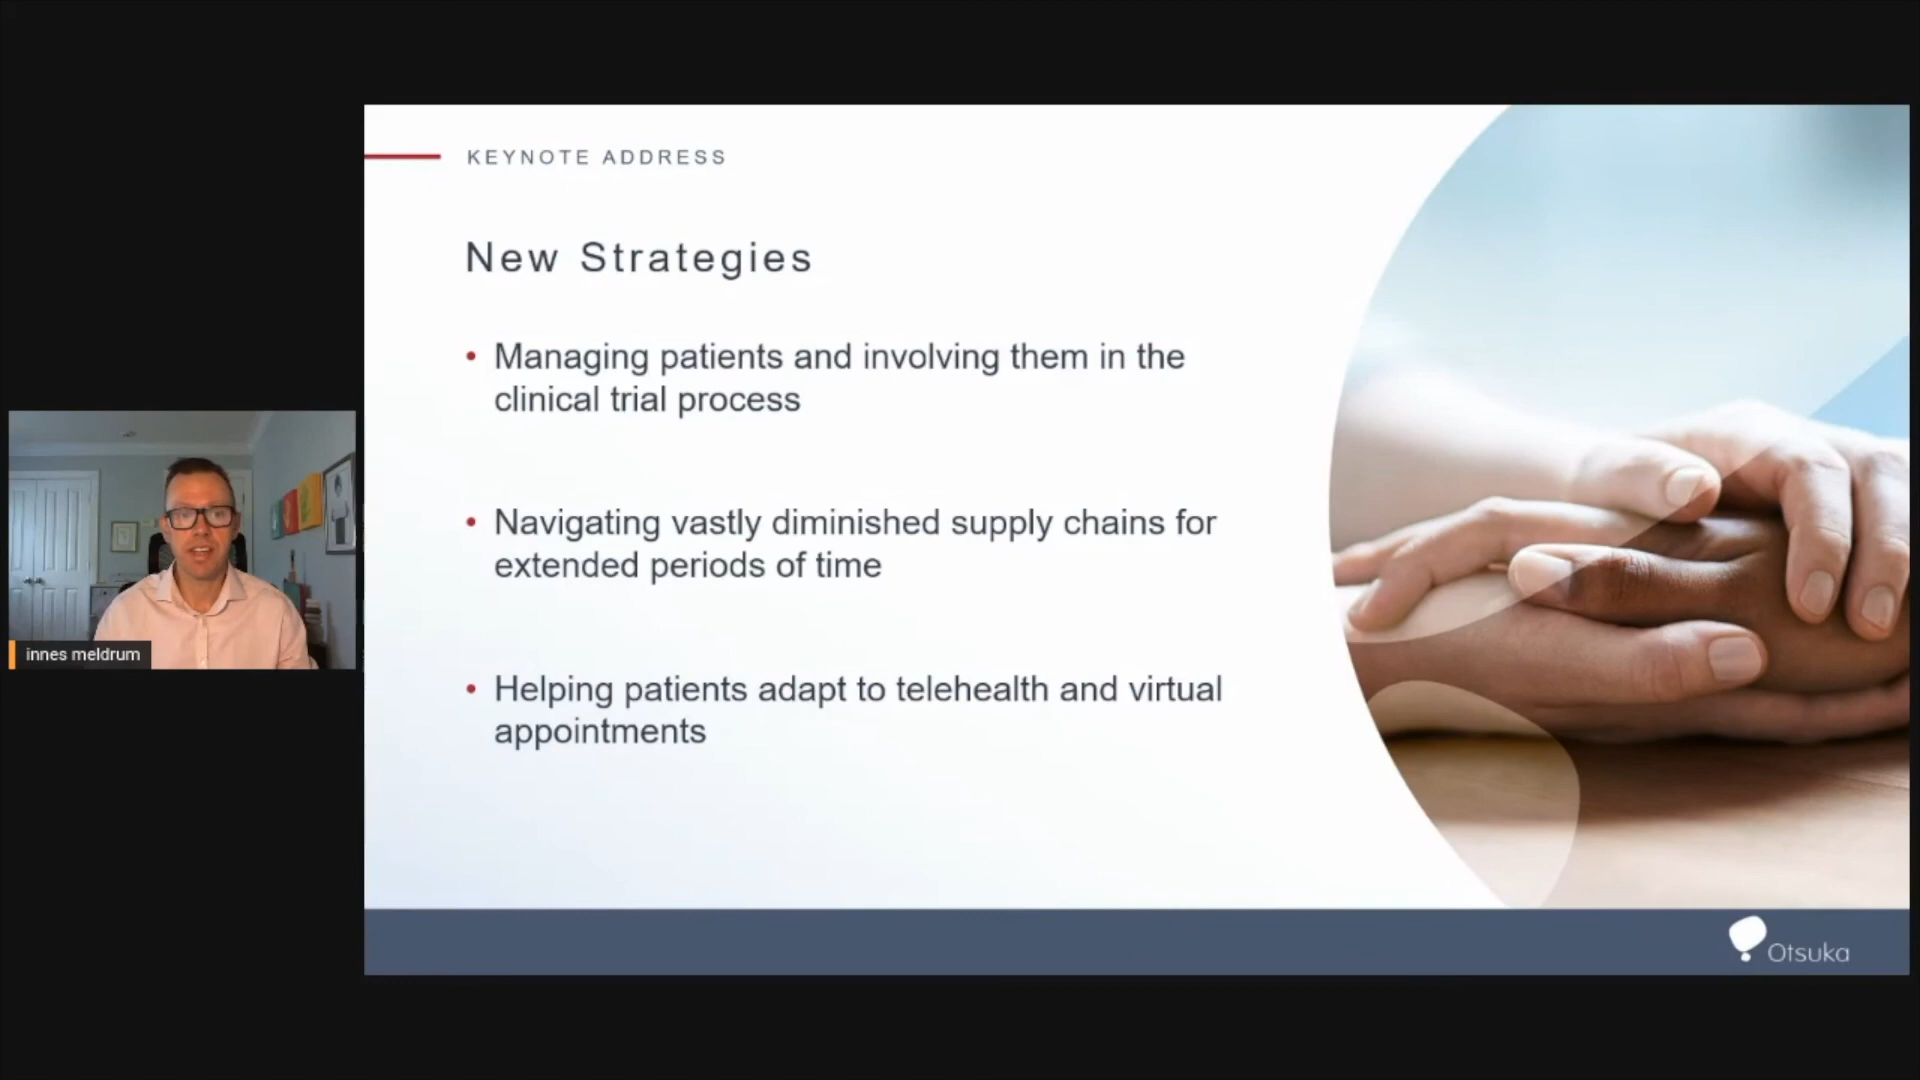 KEYNOTE ADDRESS
New Strategies
• Managing patients and involving them in the
clinical trial process
• Navigating vastly diminished supply chains for
extended periods of time
• Helping patients adapt to telehealth and virtual
appointments
innes meldrum
Otsuka